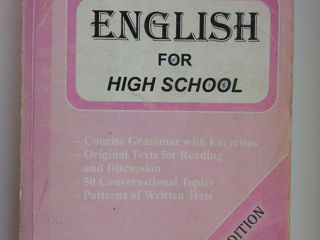 ENGLISH
FOR
HIGH SCHOOL
– Concise Grammar with Exercises
– Original Texts for Reading
and Discussion
– 50 Conversational Topics
– Patterns of Written Tests
EDITION